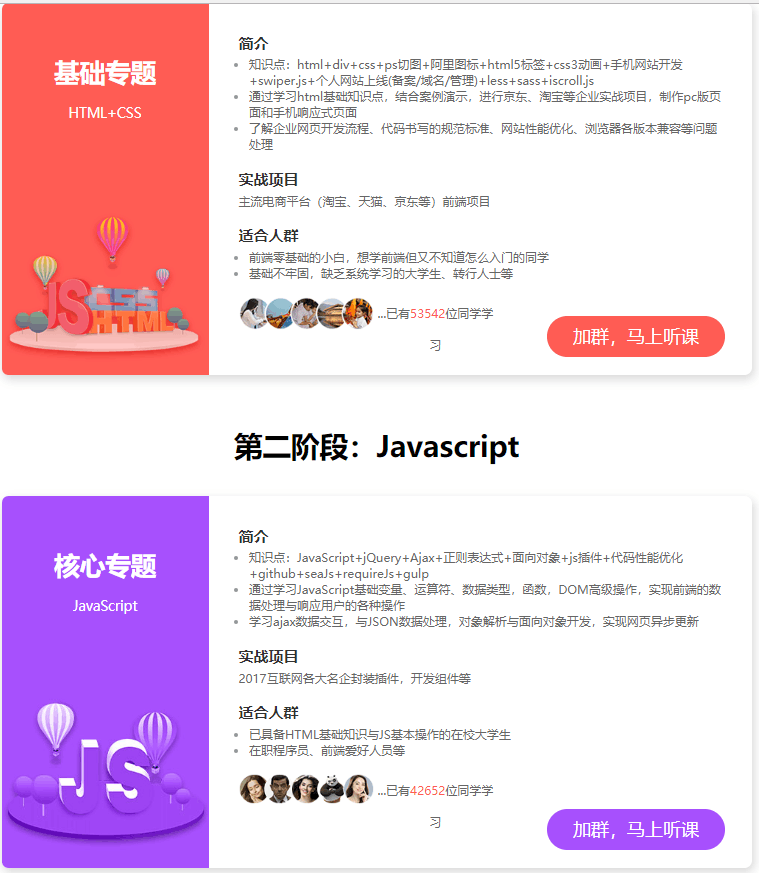 基础专题
HTML+CSS
JS CSS
HTML
简介
知识点：html+div+css+ps切图+阿里图标+html5标签+css3动画+手机网站开发
+swiper.js+个人网站上线(备案/域名/管理)+less+sass+iscroll.js
通过学习html基础知识点，结合案例演示，进行京东、淘宝等企业实战项目，制作pc版页
面和手机响应式页面
了解企业网页开发流程、代码书写的规范标准、网站性能优化、浏览器各版本兼容等问题
处理
实战项目
主流电商平台（淘宝、天猫、京东等）前端项目
适合人群
前端零基础的小白，想学前端但又不知道怎么入门的同学
基础不牢固，缺乏系统学习的大学生、转行人士等
...已有53542位同学学
习
加群，马上听课
第二阶段：Javascript
核心专题
JavaScript
JS
简介
知识点：JavaScript+jQuery+Ajax+正则表达式+面向对象+js插件+代码性能优化
+github+seaJs+requireJs+gulp
通过学习JavaScript基础变量、运算符、数据类型，函数，DOM高级操作，实现前端的数
据处理与响应用户的各种操作
学习ajax数据交互，与JSON数据处理，对象解析与面向对象开发，实现网页异步更新
实战项目
2017互联网各大名企封装插件，开发组件等
适合人群
已具备HTML基础知识与JS基本操作的在校大学生
在职程序员、前端爱好人员等
...已有42652位同学学
习
加群，马上听课